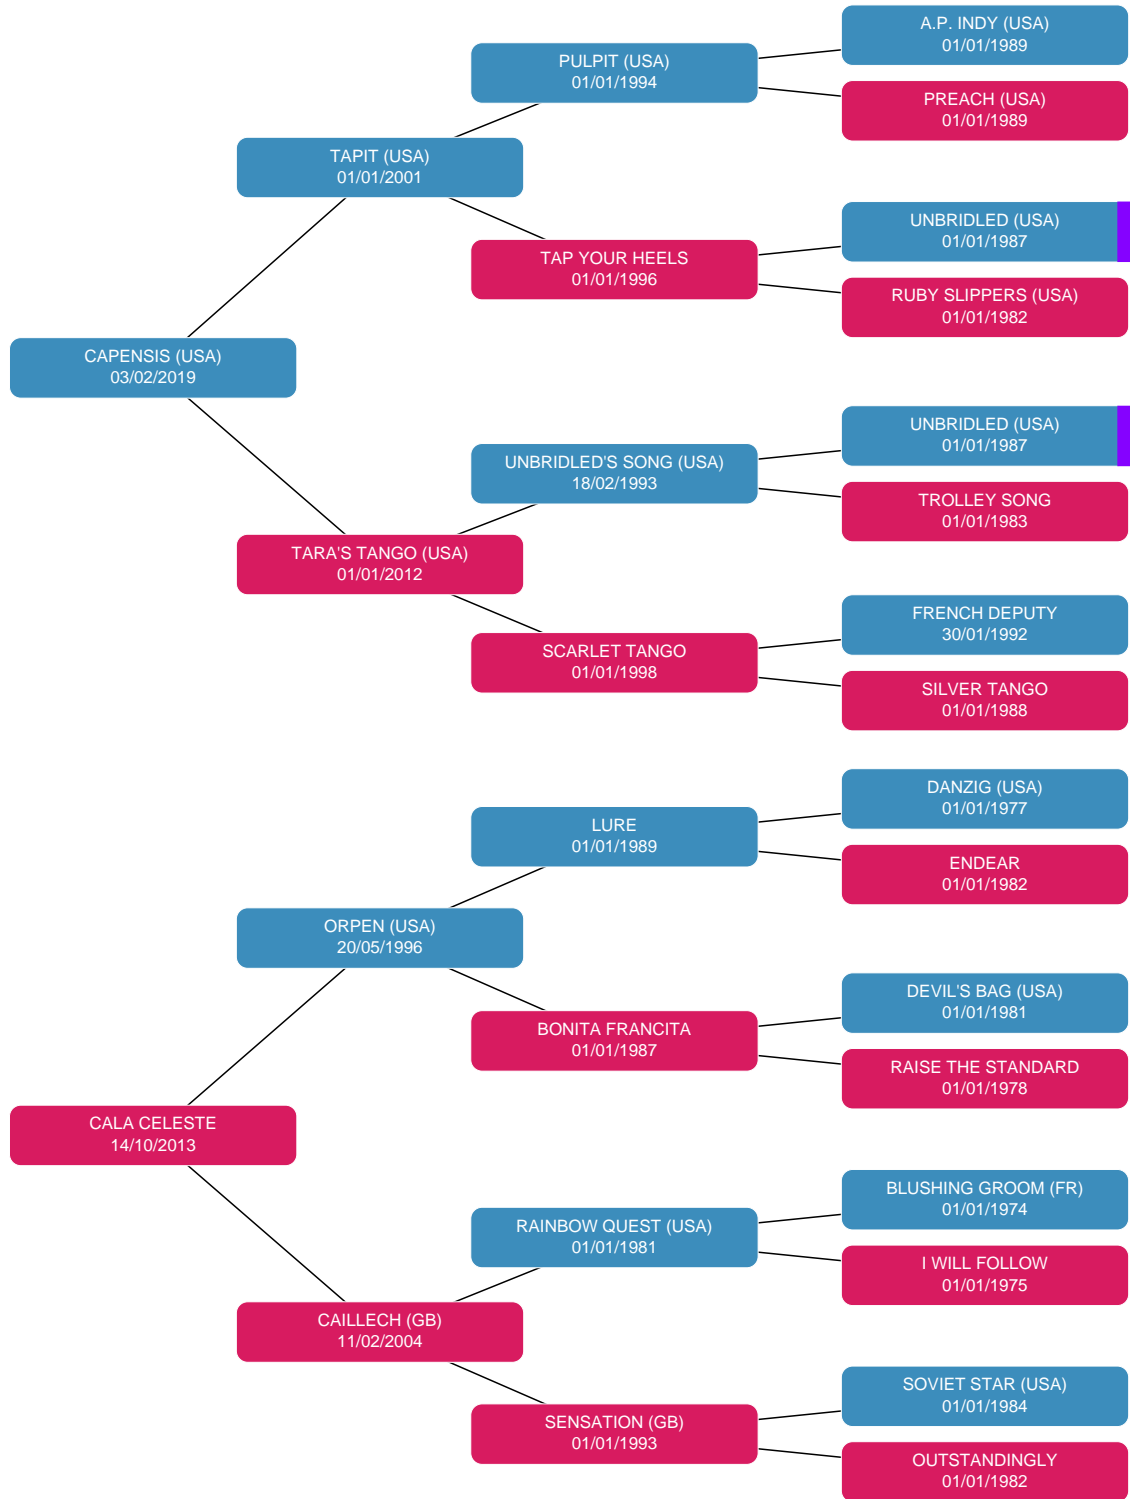 A.P. INDY (USA)
01/01/1989
PULPIT (USA)
01/01/1994
PREACH (USA)
01/01/1989
TAPIT (USA)
01/01/2001
UNBRIDLED (USA)
01/01/1987
TAP YOUR HEELS
01/01/1996
RUBY SLIPPERS (USA)
01/01/1982
CAPENSIS (USA)
03/02/2019
UNBRIDLED (USA)
01/01/1987
UNBRIDLED'S SONG (USA)
18/02/1993
TROLLEY SONG
01/01/1983
TARA'S TANGO (USA)
01/01/2012
FRENCH DEPUTY
30/01/1992
SCARLET TANGO
01/01/1998
SILVER TANGO
01/01/1988
DANZIG (USA)
01/01/1977
LURE
01/01/1989
ENDEAR
01/01/1982
ORPEN (USA)
20/05/1996
DEVIL'S BAG (USA)
01/01/1981
BONITA FRANCITA
01/01/1987
RAISE THE STANDARD
01/01/1978
CALA CELESTE
14/10/2013
BLUSHING GROOM (FR)
01/01/1974
RAINBOW QUEST (USA)
01/01/1981
I WILL FOLLOW
01/01/1975
CAILLECH (GB)
11/02/2004
SOVIET STAR (USA)
01/01/1984
SENSATION (GB)
01/01/1993
OUTSTANDINGLY
01/01/1982